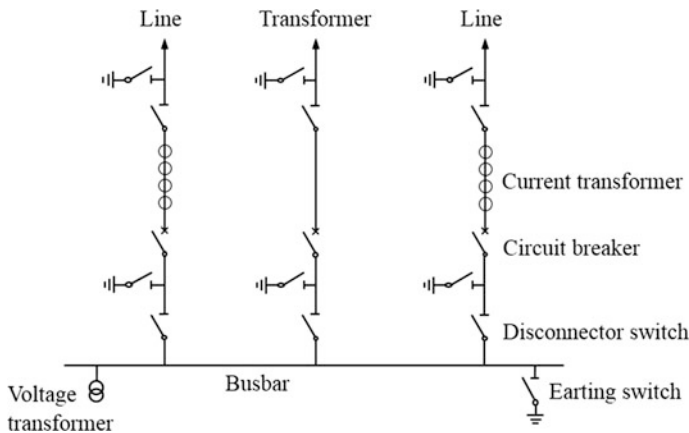 Line
Transformer
Line
Current transformer
Circuit breaker
Disconnector switch
Busbar
Voltage
transformer
Earting switch